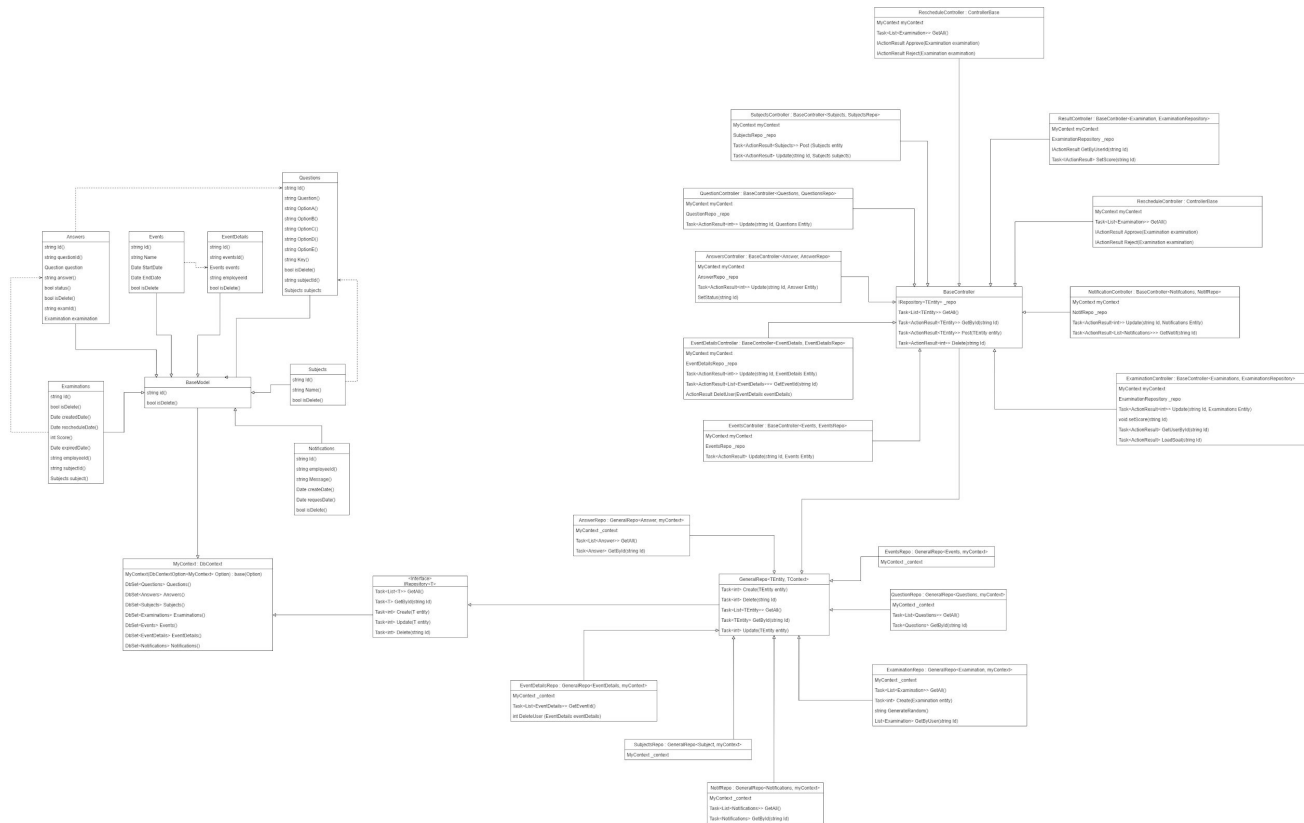 RescheduleController : ControllerBase
MyContext myContext
Task<List<Examination>> GetAll()
IActionResult Approve(Examination examination)
IActionResult Reject(Examination examination)
SubjectsController : BaseController<Subjects, SubjectsRepo>
MyContext myContext
SubjectsRepo _repo
Task<ActionResult<Subjects>> Post (Subjects entity
Task<ActionResult> Update(string Id, Subjects subjects)
ResultController : BaseController<Examination, ExaminationRepository>
MyContext myContext
ExaminationRepository _repo
IActionResult GetByUserId(string Id)
Task<IActionResult> SetScore(string Id)
QuestionController : BaseController<Questions, QuestionsRepo>
MyContext myContext
QuestionRepo _repo
Task<ActionResult<int>> Update(string Id, Questions Entity)
RescheduleController : ControllerBase
MyContext myContext
Task<List<Examination>> GetAll()
IActionResult Approve(Examination examination)
IActionResult Reject(Examination examination)
AnswersController : BaseController<Answer, AnswerRepo>
MyContext myContext
AnswerRepo _repo
Task<ActionResult<int>> Update(string Id, Answer Entity)
SetStatus(string Id)
BaseController
IRepository<TEntity> _repo
Task<List<TEntity>> GetAll()
Task<ActionResult<TEntity>> GetById(string Id)
Task<ActionResult<TEntity>> Post(TEntity entity)
Task<ActionResult<int>> Delete(string Id)
NotificationController : BaseController<Notifications, NotifRepo>
MyContext myContext
NotifRepo _repo
Task<ActionResult<int>> Update(string Id, Notifications Entity)
Task<ActionResult<List<Notifications>>> GetNotif(string Id)
EventDetailsController : BaseController<EventDetails, EventDetailsRepo>
MyContext myContext
EventDetailsRepo _repo
Task<ActionResult<int>> Update(string Id, EventDetails Entity)
Task<ActionResult<List<EventDetails>>> GetEventId(string Id)
ActionResult DeletUser(EventDetails eventDetails)
ExaminationController : BaseController<Examinations, ExaminationsRepository>
MyContext myContext
ExaminationRepository _repo
Task<ActionResult<int>> Update(string Id, Examinations Entity)
void setScore(string Id)
Task<ActionResult> GetUserById(string Id)
Task<ActionResult> LoadSoal(string Id)
EventsController : BaseController<Events, EventsRepo>
MyContext myContext
EventsRepo _repo
Task<ActionResult> Update(string Id, Events Entity)
Questions
string Id()
string Question()
string OptionA()
string OptionB()
string OptionC()
string OptionD()
string OptionE()
string Key()
bool isDelete()
string subjectId()
Subjects subjects
Answers
string Id()
string questionId()
Question question
string answer()
bool status()
bool isDelete()
string examId()
Examination examination
Events
string Id()
string Name
Date StartDate
Date EndDate
bool isDelete
EventDetails
string Id()
string eventsId()
Events events
string employeeId
bool isDelete()
BaseModel
string id()
bool isDelete()
Subjects
string Id()
string Name()
bool isDelete()
Examinations
string Id()
bool isDelete()
Date createdDate()
Date rescheduleDate()
int Score()
Date expiredDate()
string employeeId()
string subjectId()
Subjects subject()
Notifications
string Id()
string employeeId()
string Message()
Date createDate()
Date requesDate()
bool isDelete()
MyContext : DbContext
MyContext(DbContextOption<MyContext> Option) : base(Option)
DbSet<Questions> Questions()
DbSet<Answers> Answers()
DbSet<Subjects> Subjects()
DbSet<Examinations> Examinations()
DbSet<Events> Events()
DbSet<EventDetails> EventDetails()
DbSet<Notifications> Notifications()
<Interface>
IRepository<T>
Task<List<T>> GetAll()
Task<T> GetById(string Id)
Task<int> Create(T entity)
Task<int> Update(T entity)
Task<int> Delete(string Id)
AnswerRepo : GeneralRepo<Answer, myContext>
MyContext _context
Task<List<Answer>> GetAll()
Task<Answer> GetById(string Id)
GeneralRepo<TEntity, TContext>
Task<int> Create(TEntity entity)
Task<int> Delete(string Id)
Task<List<TEntity>> GetAll()
Task<TEntity> GetById(string Id)
Task<int> Update(TEntity entity)
EventsRepo : GeneralRepo<Events, myContext>
MyContext _context
QuestionRepo : GeneralRepo<Questions, myContext>
MyContext _context
Task<List<Questions>> GetAll()
Task<Questions> GetById(string Id)
EventDetailsRepo : GeneralRepo<EventDetails, myContext>
MyContext _context
Task<List<EventDetails>> GetEventId()
int DeleteUser (EventDetails eventDetails)
ExaminationRepo : GeneralRepo<Examination, myContext>
MyContext _context
Task<List<Examination>> GetAll()
Task<int> Create(Examination entity)
string GenerateRandom()
List<Examination> GetByUser(string Id)
SubjectsRepo : GeneralRepo<Subject, myContext>
MyContext _context
NotifRepo : GeneralRepo<Notifications, myContext>
MyContext _context
Task<List<Notifications>> GetAll()
Task<Notifications> GetById(string Id)